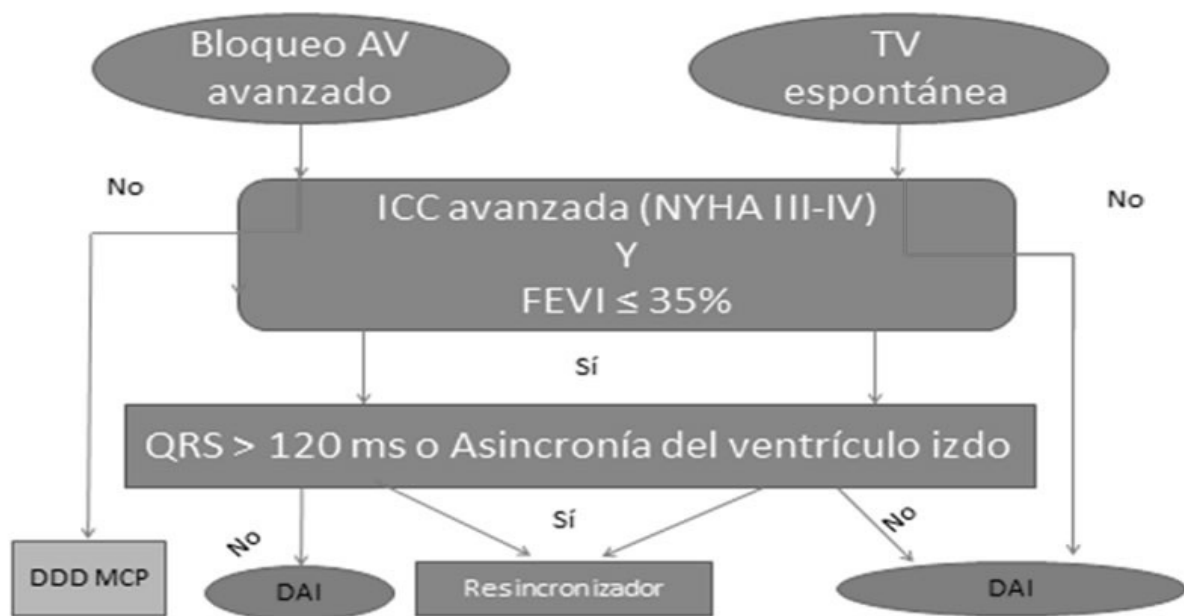 Bloqueo AV
avanzado
TV
espontánea
No
No
ICC avanzada (NYHA III-IV)
Y
FEVI ≤ 35%
Sí
QRS > 120 ms o Asincronía del ventrículo izdo
No
Sí
No
DDD MCP
DAI
Resincronizador
DAI